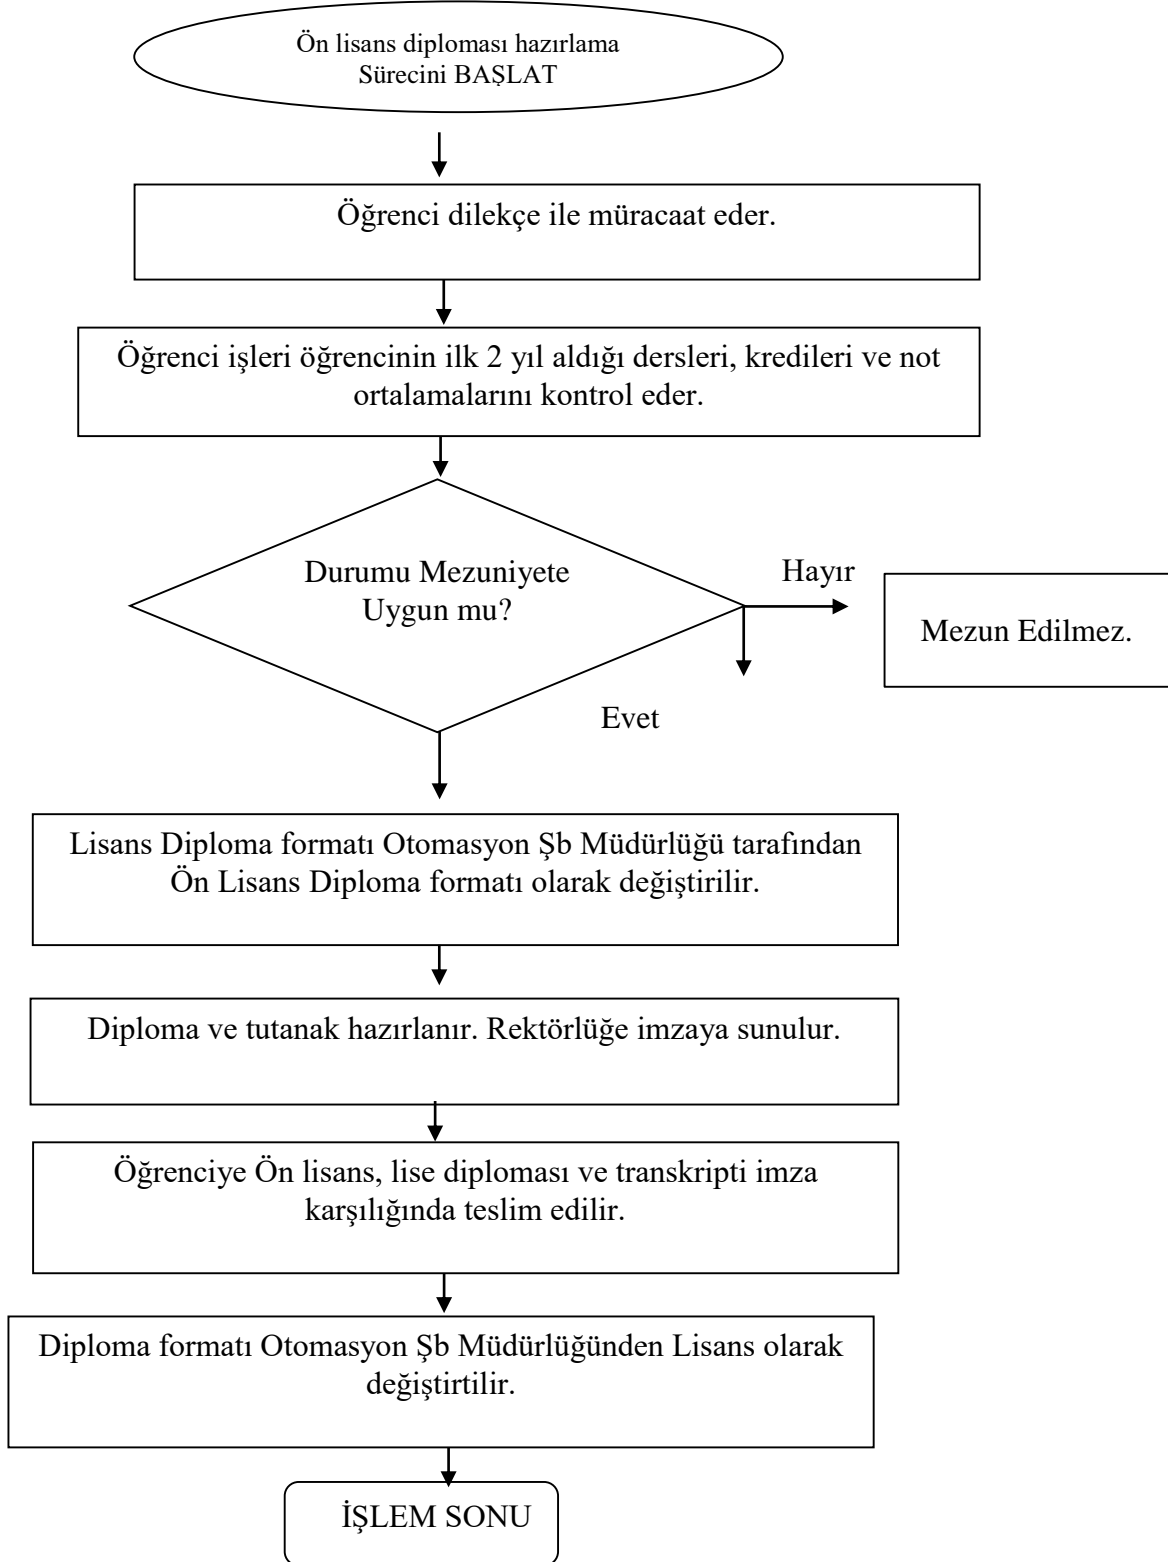 Ön lisans diploması hazırlama
Sürecini BAŞLAT
Öğrenci dilekçe ile müracaat eder.
Öğrenci işleri öğrencinin ilk 2 yıl aldığı dersleri, kredileri ve not
ortalamalarını kontrol eder.
Durumu Mezuniyete
Uygun mu?
Hayır
Mezun Edilmez.
Evet
Lisans Diploma formatı Otomasyon Şb Müdürlüğü tarafından
Ön Lisans Diploma formatı olarak değiştirilir.
Diploma ve tutanak hazırlanır. Rektörlüğe imzaya sunulur.
Öğrenciye Ön lisans, lise diploması ve transkripti imza
karşılığında teslim edilir.
Diploma formatı Otomasyon Şb Müdürlüğünden Lisans olarak
değiştirtilir.
İŞLEM SONU